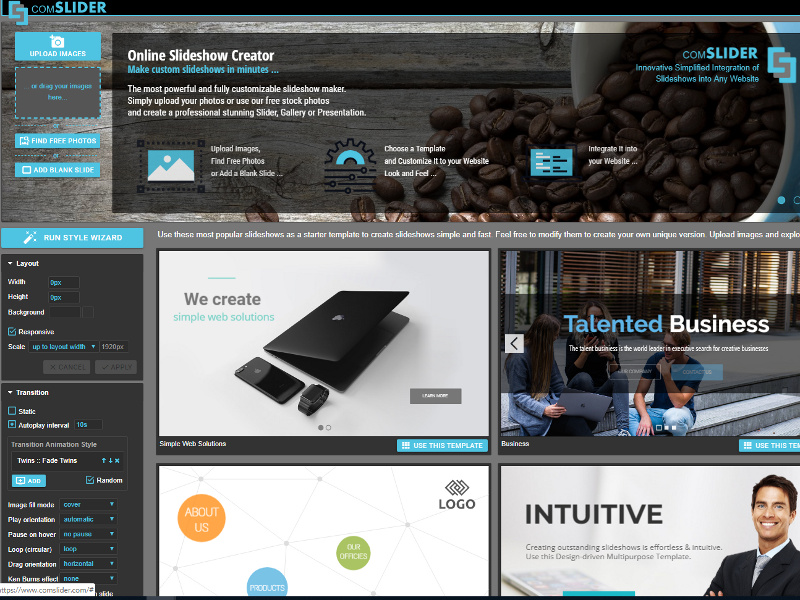 COMSLIDER
UPLOAD IMAGES
... or drag your images
here...
or
FIND FREE PHOTOS
or
ADD BLANK SLIDE
Online Slideshow Creator
Make custom slideshows in minutes ...
The most powerful and fully customizable slideshow maker.
Simply upload your photos or use our free stock photos
and create a professional stunning Slider, Gallery or Presentation.
Upload Images,
Find Free Photos
or Add a Blank Slide ...
Choose a Template
and Customize It to your Website
Look and Feel ...
Integrate It into
your Website ...
COMSLIDER
Innovative Simplified Integration of
Slideshows Into Any Website
RUN STYLE WIZARD
Use these most popular slideshows as a starter template to create slideshows simple and fast. Feel free to modify them to create your own unique version. Upload images and explo
Layout
Width 0px
Height 0px
Background
Responsive
Scale up to layout width 1920px
CANCEL APPLY
Transition
Static
Autoplay interval 10s
Transition Animation Style
Twins :: Fade Twins
ADD Random
Image fill mode cover
Play orientation automatic
Pause on hover no pause
Loop (circular) loop
Drag orientation horizontal
Ken Burns effect none
slide
https://www.comslider.com/#
We create
simple web solutions
LEARN MORE
Simple Web Solutions
USE THIS TEMPLATE
Talented Business
The talent business is the world leader in executive search for creative businesses
OUR COMPANY
CONTACT US
Business
USE THIS TEM
ABOUT
US
OUR
OFFICIES
PRODUCTS
LOGO
INTUITIVE
Creating outstanding slideshows is effortless & intuitive.
Use this Design-driven Multipurpose Template.